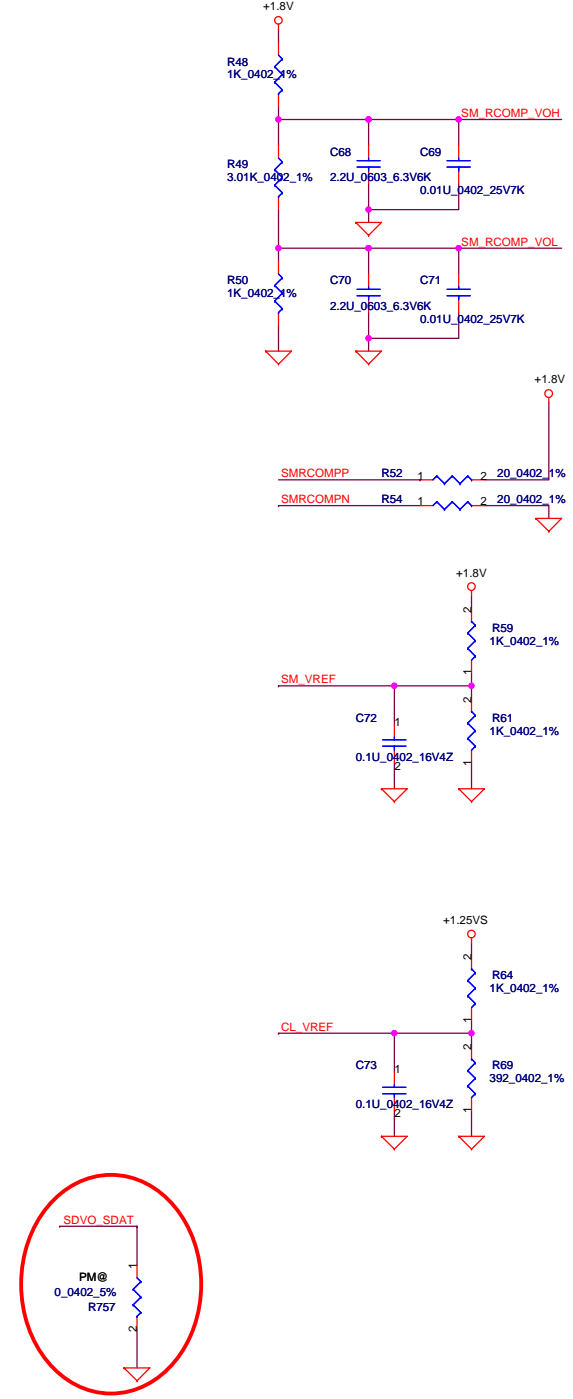 +1.8V
R48
1K_0402_1%
SM_RCOMP_VOH
R49
3.01K_0402_1%
C68
2.2U_0603_6.3V6K
C69
0.01U_0402_25V7K
SM_RCOMP_VOL
R50
1K_0402_1%
C70
2.2U_0603_6.3V6K
C71
0.01U_0402_25V7K
+1.8V
SMRCOMPP R52 1 2 20_0402_1%
SMRCOMPN R54 1 2 20_0402_1%
+1.8V
2
R59
1K_0402_1%
1
SM_VREF
2
C72
1
R61
1K_0402_1%
0.1U_0402_16V4Z
2
1
+1.25VS
2
R64
1K_0402_1%
1
CL_VREF
2
C73
1
R69
392_0402_1%
0.1U_0402_16V4Z
2
1
SDVO_SDAT
1
PM@
0_0402_5%
R757
2